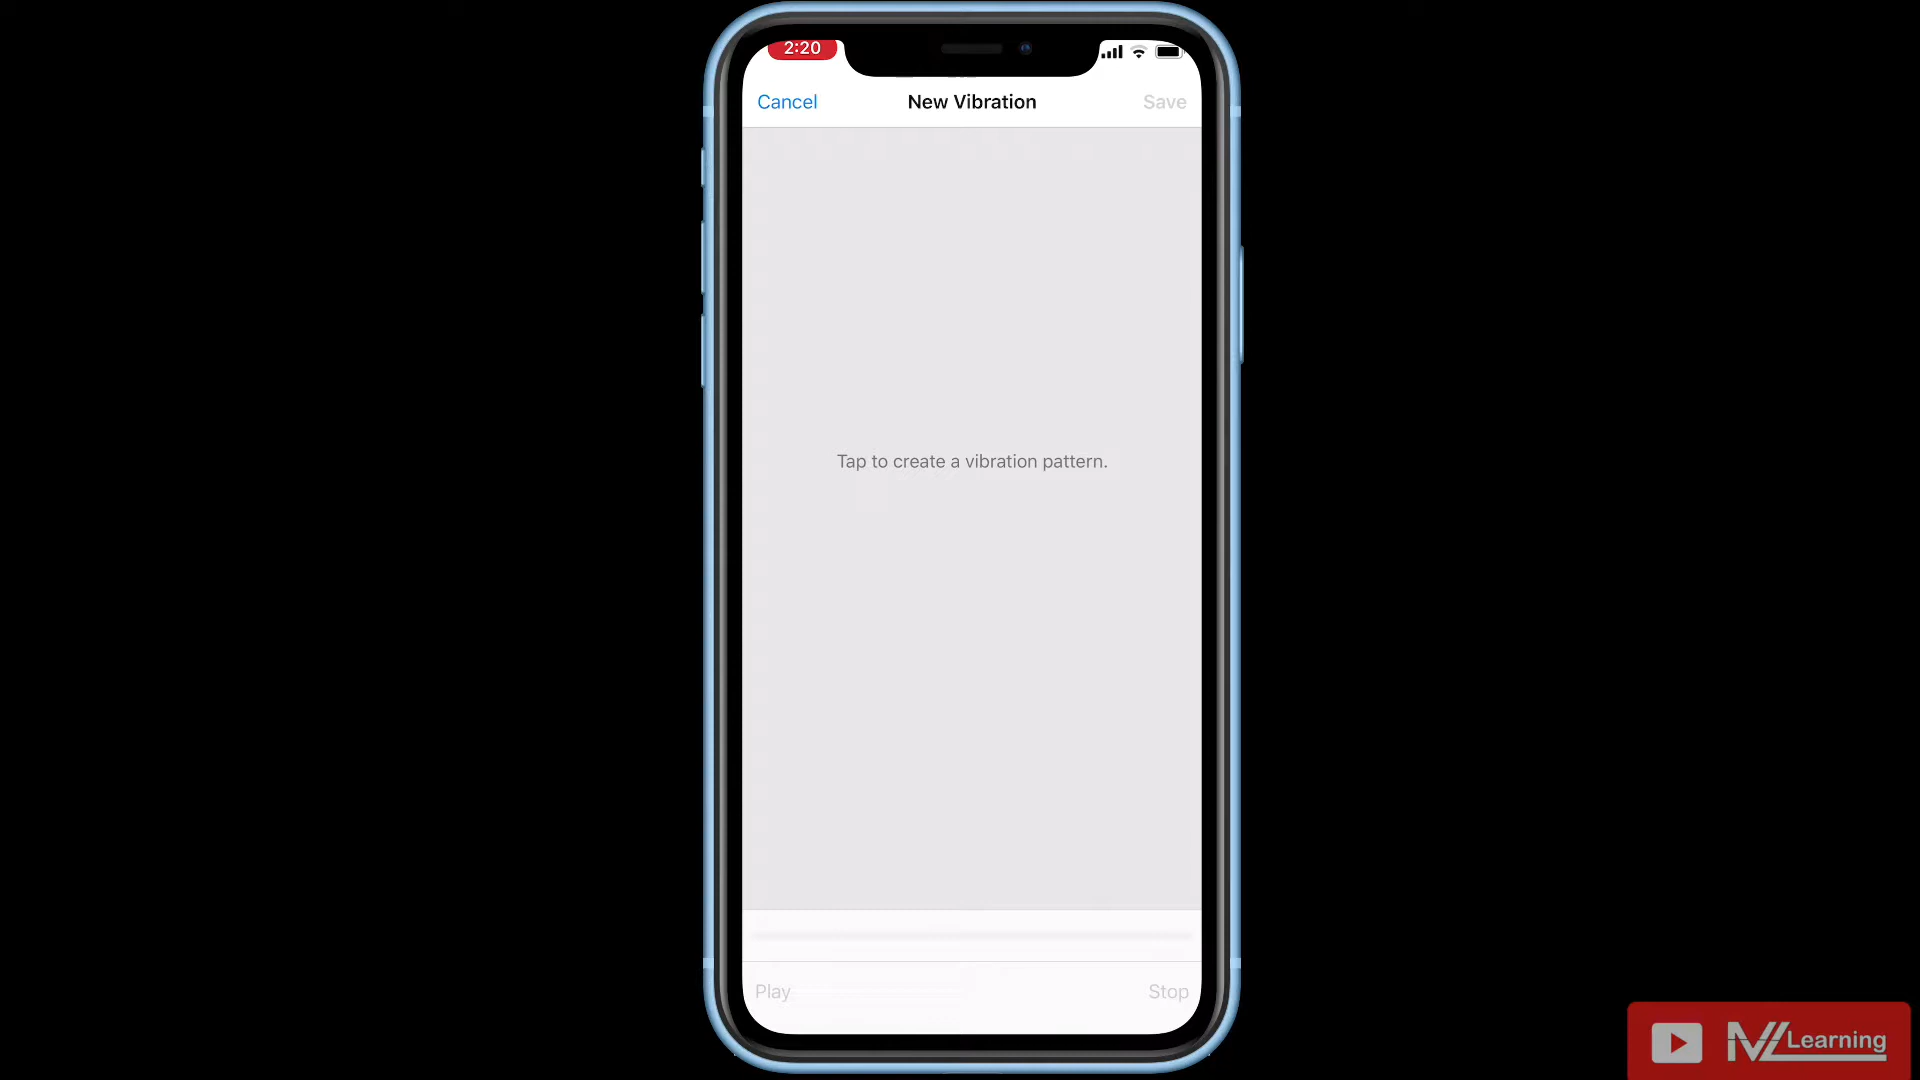 2:20
Cancel New Vibration Save
Tap to create a vibration pattern.
Play Stop
Learning